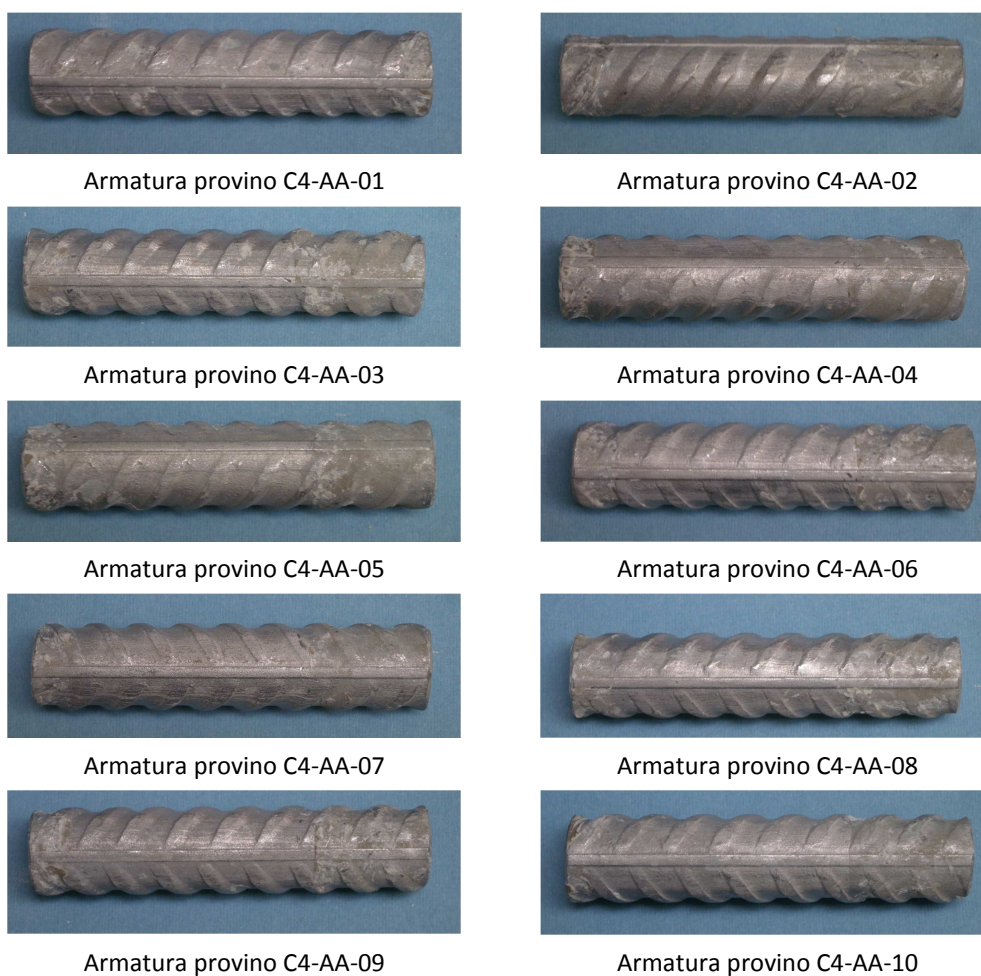 Armatura provino C4-AA-01
Armatura provino C4-AA-02
Armatura provino C4-AA-03
Armatura provino C4-AA-04
Armatura provino C4-AA-05
Armatura provino C4-AA-06
Armatura provino C4-AA-07
Armatura provino C4-AA-08
Armatura provino C4-AA-09
Armatura provino C4-AA-10